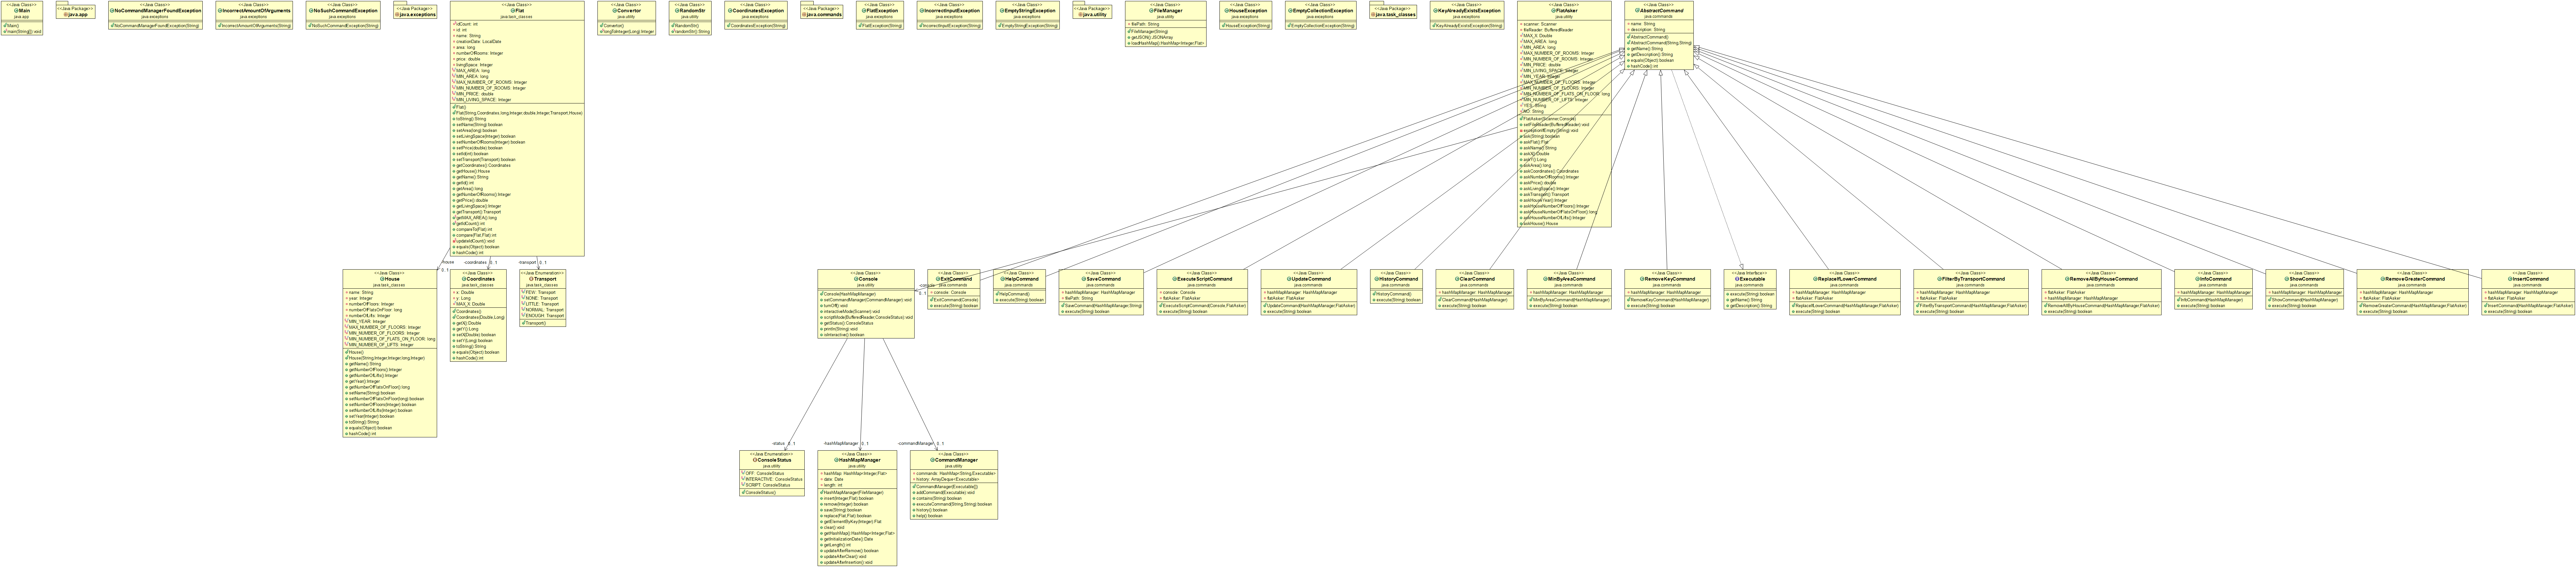 <<Java Class>>
Main
java.app
Main()
main(String[]) void
<<Java Package>>
java.app
<<Java Class>>
NoCommandManagerFoundException
java.exceptions
NoCommandManagerFoundException(String)
<<Java Class>>
IncorrectAmountOfArguments
java.exceptions
IncorrectAmountOfArguments(String)
<<Java Class>>
NoSuchCommandException
java.exceptions
NoSuchCommandException(String)
<<Java Package>>
java.exceptions
<<Java Class>>
Flat
java.task_classes
idCount: int
id: int
name: String
creationDate: LocalDate
area: long
numberOfRooms: Integer
price: double
livingSpace: Integer
MAX_AREA: long
MIN_AREA: long
MAX_NUMBER_OF_ROOMS: Integer
MIN_NUMBER_OF_ROOMS: Integer
MIN_PRICE: double
MIN_LIVING_SPACE: Integer
Flat()
Flat(String,Coordinates,long,Integer,double,Integer,Transport,House)
toString():String
setName(String):boolean
setArea(long):boolean
setLivingSpace(Integer):boolean
setNumberOfRooms(Integer):boolean
setPrice(double):boolean
setId(int):boolean
setTransport(Transport):boolean
getCoordinates():Coordinates
getHouse():House
getName():String
getId():int
getArea():long
getNumberOfRooms():Integer
getPrice():double
getLivingSpace():Integer
getTransport():Transport
getMAX_AREA():long
getIdCount():int
compareTo(Flat):int
compare(Flat,Flat):int
updateIdCount():void
equals(Object):boolean
hashCode():int
<<Java Class>>
Convertor
java.utility
Convertor()
longToInteger(Long):Integer
<<Java Class>>
RandomStr
java.utility
RandomStr()
randomStr():String
<<Java Class>>
CoordinatesException
java.exceptions
CoordinatesException(String)
<<Java Package>>
java.commands
<<Java Class>>
FlatException
java.exceptions
FlatException(String)
<<Java Class>>
IncorrectInputException
java.exceptions
IncorrectInputException(String)
<<Java Class>>
EmptyStringException
java.exceptions
EmptyStringException(String)
<<Java Package>>
java.utility
<<Java Class>>
FileManager
java.utility
filePath: String
FileManager(String)
getJSON():JSONArray
loadHashMap():HashMap<Integer,Flat>
<<Java Class>>
HouseException
java.exceptions
HouseException(String)
<<Java Class>>
EmptyCollectionException
java.exceptions
EmptyCollectionException(String)
<<Java Package>>
java.task_classes
<<Java Class>>
KeyAlreadyExistsException
java.exceptions
KeyAlreadyExistsException(String)
<<Java Class>>
FlatAsker
java.utility
scanner: Scanner
fileReader: BufferedReader
MAX_X: Double
MAX_AREA: long
MIN_AREA: long
MAX_NUMBER_OF_ROOMS: Integer
MIN_NUMBER_OF_ROOMS: Integer
MIN_PRICE: double
MIN_LIVING_SPACE: Integer
MIN_YEAR: Integer
MAX_NUMBER_OF_FLOORS: Integer
MIN_NUMBER_OF_FLOORS: Integer
MIN_NUMBER_OF_FLATS_ON_FLOOR: long
MIN_NUMBER_OF_LIFTS: Integer
YES: String
NO: String
FlatAsker(Scanner,Console)
setFileReader(BufferedReader):void
exceptionIfEmpty(String):void
ask(String):boolean
askFlat():Flat
askName():String
askX():Double
askY():Long
askArea():long
askCoordinates():Coordinates
askNumberOfRooms():Integer
askPrice():double
askLivingSpace():Integer
askTransport():Transport
askHouseYear():Integer
askHouseNumberOfFloors():Integer
askHouseNumberOfFlatsOnFloor():long
askHouseNumberOfLifts():Integer
askHouse():House
<<Java Class>>
AbstractCommand
java.commands
name: String
description: String
AbstractCommand()
AbstractCommand(String,String)
getName():String
getDescription():String
equals(Object):boolean
hashCode():int
-house
0..1
-coordinates 0..1
-transport 0..1
<<Java Class>>
House
java.task_classes
name: String
year: Integer
numberOfFloors: Integer
numberOfFlatsOnFloor: long
numberOfLifts: Integer
MIN_YEAR: Integer
MAX_NUMBER_OF_FLOORS: Integer
MIN_NUMBER_OF_FLOORS: Integer
MIN_NUMBER_OF_FLATS_ON_FLOOR: long
MIN_NUMBER_OF_LIFTS: Integer
House()
House(String,Integer,Integer,long,Integer)
getName():String
getNumberOfFloors():Integer
getNumberOfLifts():Integer
getYear():Integer
getNumberOfFlatsOnFloor():long
setName(String):boolean
setNumberOfFlatsOnFloor(long):boolean
setNumberOfFloors(Integer):boolean
setNumberOfLifts(Integer):boolean
setYear(Integer):boolean
toString():String
equals(Object):boolean
hashCode():int
<<Java Class>>
Coordinates
java.task_classes
x: Double
y: Long
MAX_X: Double
Coordinates()
Coordinates(Double,Long)
getX():Double
getY():Long
setX(Double):boolean
setY(Long):boolean
toString():String
equals(Object):boolean
hashCode():int
<<Java Enumeration>>
Transport
java.task_classes
FEW: Transport
NONE: Transport
LITTLE: Transport
NORMAL: Transport
ENOUGH: Transport
Transport()
<<Java Class>>
Console
java.utility
Console(HashMapManager)
setCommandManager(CommandManager):void
turnOff():void
interactiveMode(Scanner):void
scriptMode(BufferedReader,ConsoleStatus):void
getStatus():ConsoleStatus
println(String):void
isInteractive():boolean
-console
0..1
<<Java Class>>
ExitCommand
java.commands
console: Console
ExitCommand(Console)
execute(String):boolean
<<Java Class>>
HelpCommand
java.commands
HelpCommand()
execute(String):boolean
<<Java Class>>
SaveCommand
java.commands
hashMapManager: HashMapManager
filePath: String
SaveCommand(HashMapManager,String)
execute(String):boolean
<<Java Class>>
ExecuteScriptCommand
java.commands
console: Console
flatAsker: FlatAsker
ExecuteScriptCommand(Console,FlatAsker)
execute(String):boolean
<<Java Class>>
UpdateCommand
java.commands
hashMapManager: HashMapManager
flatAsker: FlatAsker
UpdateCommand(HashMapManager,FlatAsker)
execute(String):boolean
<<Java Class>>
HistoryCommand
java.commands
HistoryCommand()
execute(String):boolean
<<Java Class>>
ClearCommand
java.commands
hashMapManager: HashMapManager
ClearCommand(HashMapManager)
execute(String):boolean
<<Java Class>>
MinByAreaCommand
java.commands
hashMapManager: HashMapManager
MinByAreaCommand(HashMapManager)
execute(String):boolean
<<Java Class>>
RemoveKeyCommand
java.commands
hashMapManager: HashMapManager
RemoveKeyCommand(HashMapManager)
execute(String):boolean
<<Java Interface>>
Executable
java.commands
execute(String):boolean
getName():String
getDescription():String
<<Java Class>>
ReplaceIfLowerCommand
java.commands
hashMapManager: HashMapManager
flatAsker: FlatAsker
ReplaceIfLowerCommand(HashMapManager,FlatAsker)
execute(String):boolean
<<Java Class>>
FilterByTransportCommand
java.commands
hashMapManager: HashMapManager
flatAsker: FlatAsker
FilterByTransportCommand(HashMapManager,FlatAsker)
execute(String):boolean
<<Java Class>>
RemoveAllByHouseCommand
java.commands
flatAsker: FlatAsker
hashMapManager: HashMapManager
RemoveAllByHouseCommand(HashMapManager,FlatAsker)
execute(String):boolean
<<Java Class>>
InfoCommand
java.commands
hashMapManager: HashMapManager
InfoCommand(HashMapManager)
execute(String):boolean
<<Java Class>>
ShowCommand
java.commands
hashMapManager: HashMapManager
ShowCommand(HashMapManager)
execute(String):boolean
<<Java Class>>
RemoveGreaterCommand
java.commands
hashMapManager: HashMapManager
flatAsker: FlatAsker
RemoveGreaterCommand(HashMapManager,FlatAsker)
execute(String):boolean
<<Java Class>>
InsertCommand
java.commands
hashMapManager: HashMapManager
flatAsker: FlatAsker
InsertCommand(HashMapManager,FlatAsker)
execute(String):boolean
-status 0..1
-hashMapManager 0..1
-commandManager 0..1
<<Java Enumeration>>
ConsoleStatus
java.utility
OFF: ConsoleStatus
INTERACTIVE: ConsoleStatus
SCRIPT: ConsoleStatus
ConsoleStatus()
<<Java Class>>
HashMapManager
java.utility
hashMap: HashMap<Integer,Flat>
date: Date
length: int
HashMapManager(FileManager)
insert(Integer,Flat):boolean
remove(Integer):boolean
save(String):boolean
replace(Flat,Flat):boolean
getElementByKey(Integer):Flat
clear():void
getHashMap():HashMap<Integer,Flat>
getInitializationDate():Date
getLength():int
updateAfterRemove():boolean
updateAfterClear():void
updateAfterInsertion():void
<<Java Class>>
CommandManager
java.utility
commands: HashMap<String,Executable>
history: ArrayDeque<Executable>
CommandManager(Executable[])
addCommand(Executable):void
contains(String):boolean
executeCommand(String,String):boolean
history():boolean
help():boolean